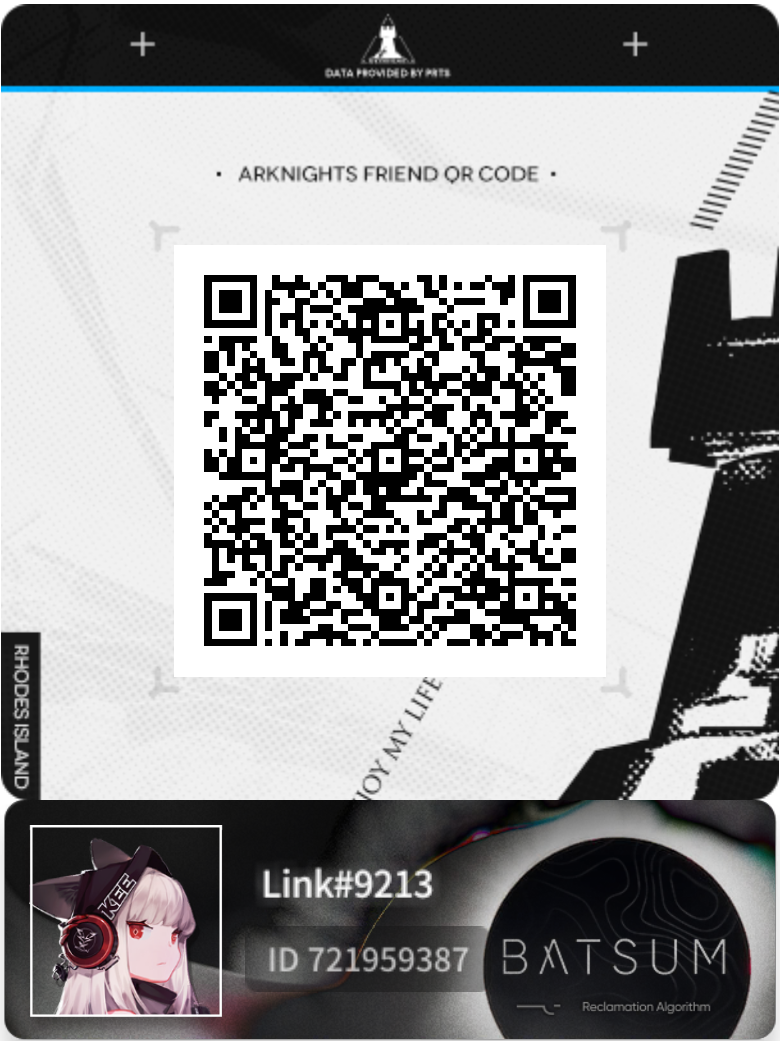 DATA PROVIDED BY PRTS
• ARKNIGHTS FRIEND QR CODE •
JOY MY LIFE
RHODES ISLAND
KEE
Link#9213
ID 721959387
BATSUM
Reclamation Algorithm